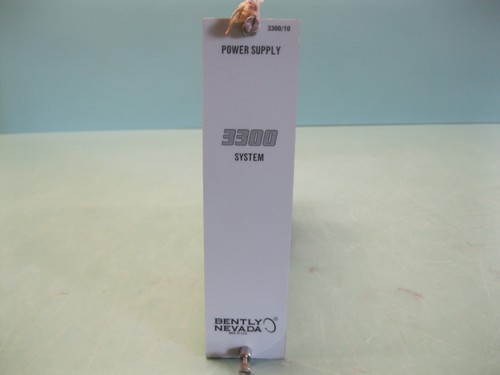 3300/10
POWER SUPPLY
3300
SYSTEM
BENTLY
NEVADA